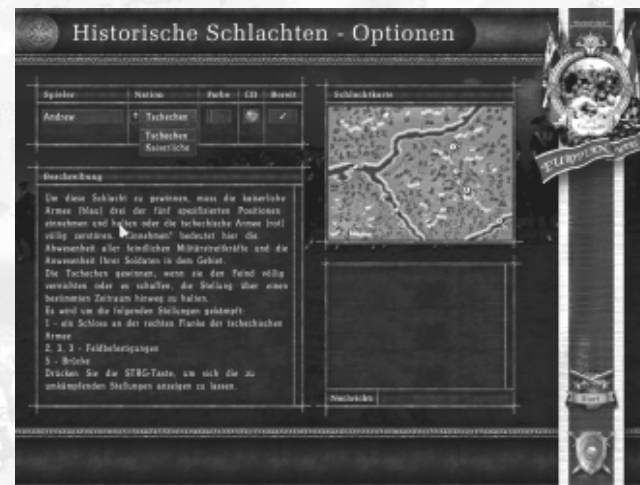 Historische Schlachten - Optionen
Spieler Nation Farbe CD Bereit
Andrew Tschechen
Tschechen
Kaiserliche
Schlachtkarte
Beschreibung
Um diese Schlacht zu gewinnen, muss die kaiserliche
Armee (blau) drei der fünf spezifizierten Positionen
einnehmen und halten oder die tschechische Armee (rot)
völlig zerstören. "Einnehmen" bedeutet hier die
Abwesenheit aller feindlichen Militärstreitkräfte und die
Anwesenheit Ihrer Soldaten in dem Gebiet.
Die Tschechen gewinnen, wenn sie den Feind völlig
vernichten oder es schaffen, die Stellung über einen
bestimmten Zeitraum hinweg zu halten.
Es wird um die folgenden Stellungen gekämpft:
1 - ein Schloss an der rechten Flanke der tschechischen
Armee
2, 3, 3 - Feldbefestigungen
5 - Brücke
Drücken Sie die STRG-Taste, um sich die zu
umkämpfenden Stellungen anzeigen zu lassen.
Nachricht:
Start